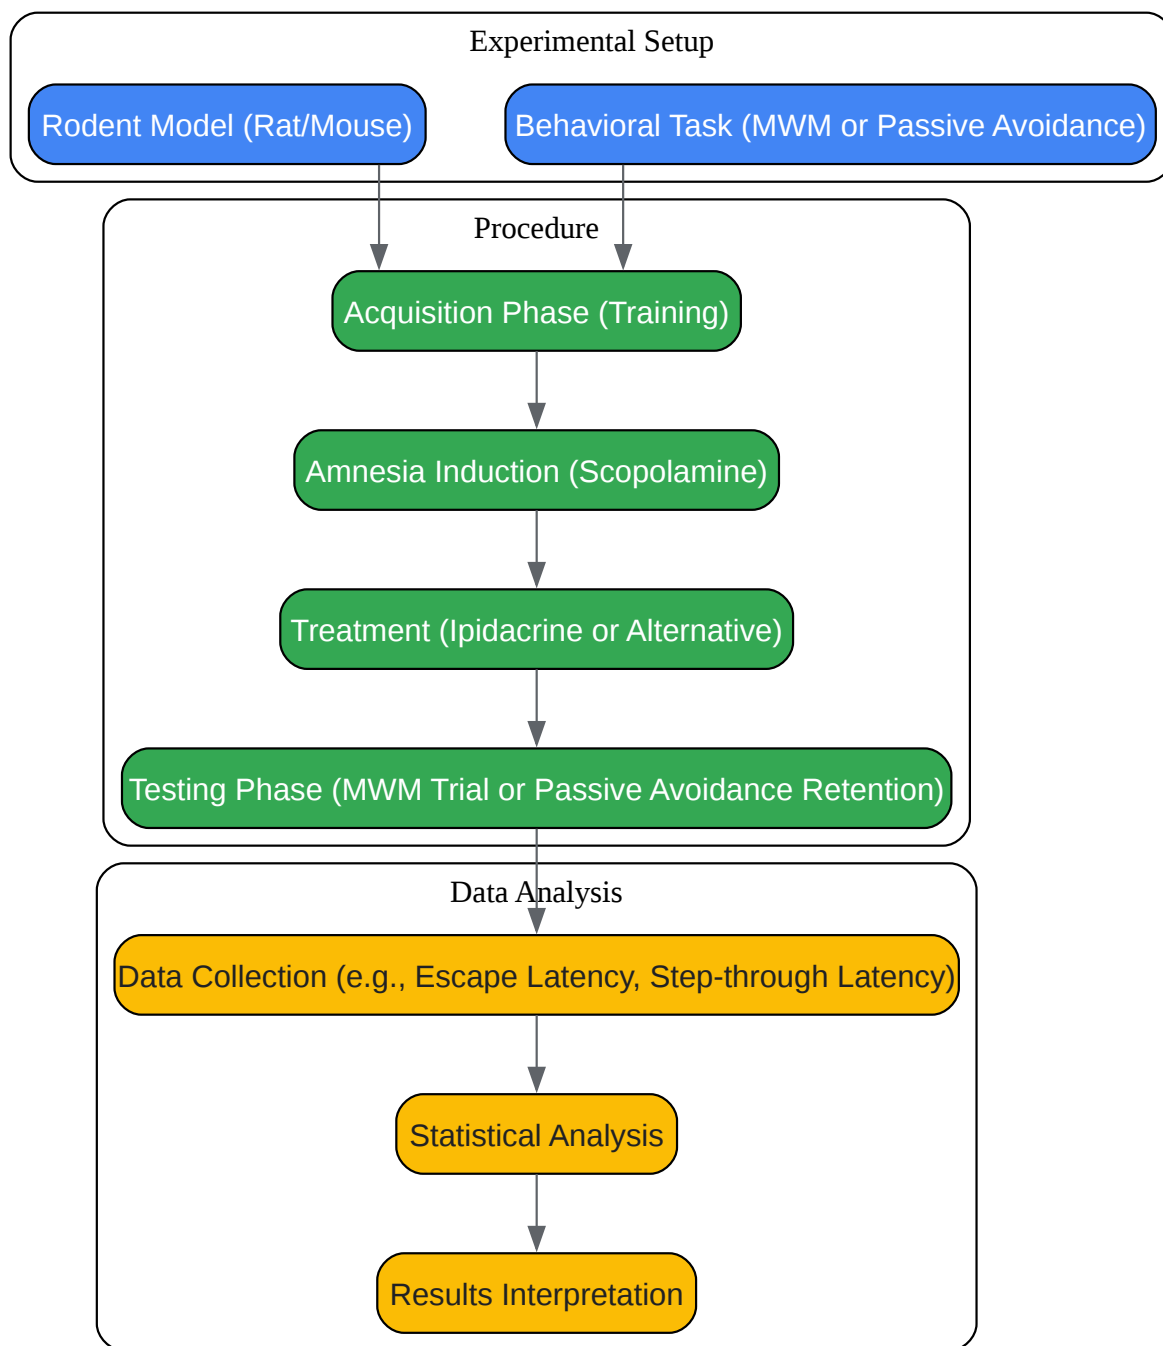 Experimental Setup
Rodent Model (Rat/Mouse)
Behavioral Task (MWM or Passive Avoidance)
Procedure
Acquisition Phase (Training)
Amnesia Induction (Scopolamine)
Treatment (Ipidacrine or Alternative)
Testing Phase (MWM Trial or Passive Avoidance Retention)
Data Analysis
Data Collection (e.g., Escape Latency, Step-through Latency)
Statistical Analysis
Results Interpretation